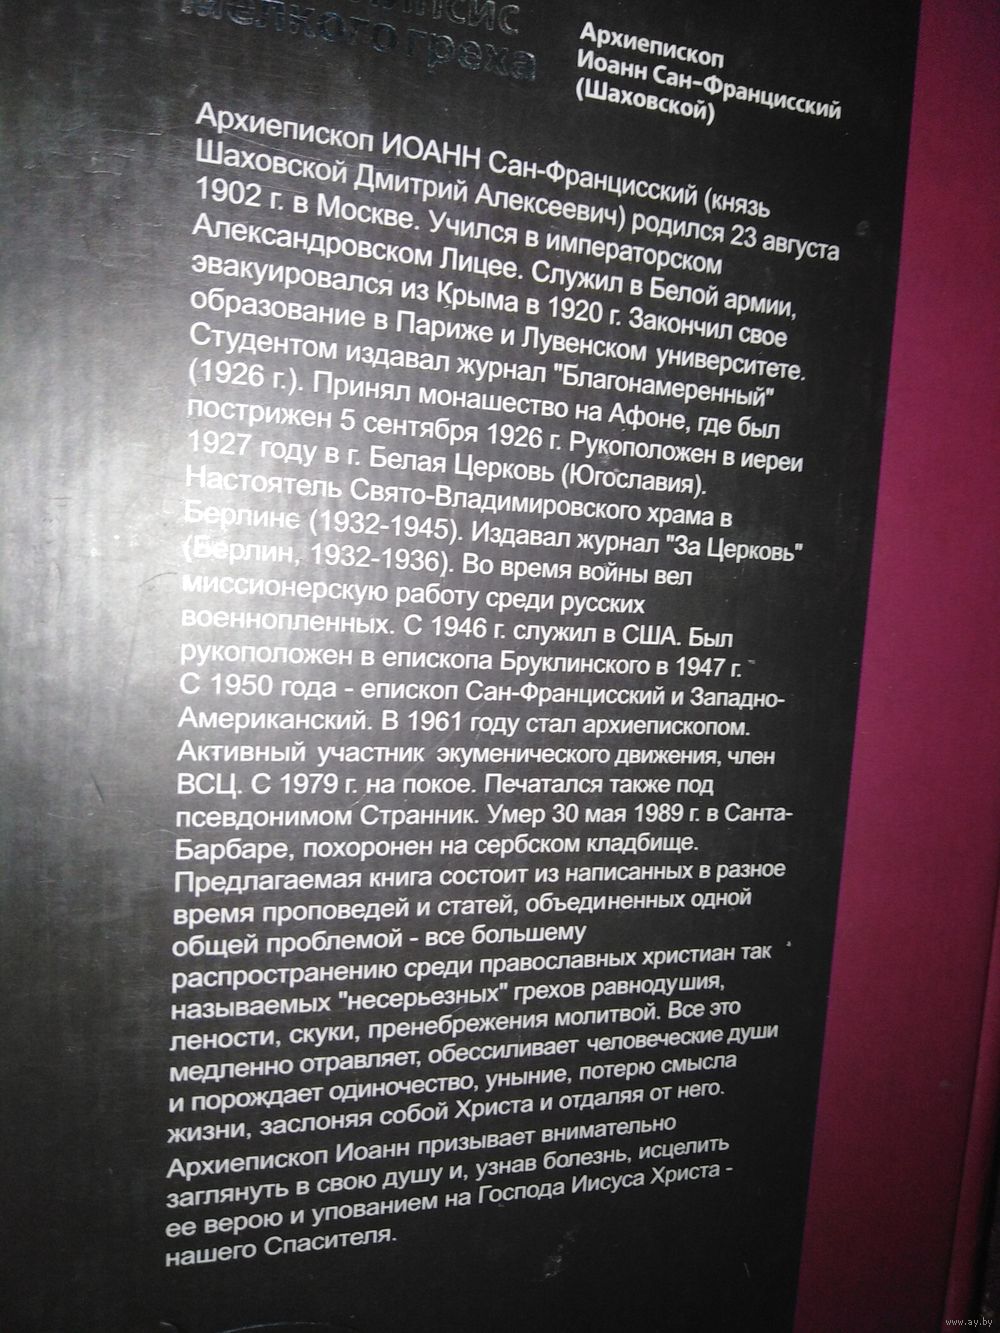 мелкого греха
Архиепископ
Иоанн Сан-Францисский
(Шаховской)
Архиепископ ИОАНН Сан-Францисский (князь
Шаховской Дмитрий Алексеевич) родился 23 августа
1902 г. в Москве. Учился в императорском
Александровском Лицее. Служил в Белой армии,
эвакуировался из Крыма в 1920 г. Закончил свое
образование в Париже и Лувенском университете.
Студентом издавал журнал "Благонамеренный"
(1926 г.). Принял монашество на Афоне, где был
пострижен 5 сентября 1926 г. Рукоположен в иереи
1927 году в г. Белая Церковь (Югославия).
Настоятель Свято-Владимировского храма в
Берлине (1932-1945). Издавал журнал "За Церковь"
(Берлин, 1932-1936). Во время войны вел
миссионерскую работу среди русских
военнопленных. С 1946 г. служил в США. Был
рукоположен в епископа Бруклинского в 1947 г.
С 1950 года - епископ Сан-Францисский и Западно-
Американский. В 1961 году стал архиепископом.
Активный участник экуменического движения, член
ВСЦ. С 1979 г. на покое. Печатался также под
псевдонимом Странник. Умер 30 мая 1989 г. в Санта-
Барбаре, похоронен на сербском кладбище.
Предлагаемая книга состоит из написанных в разное
время проповедей и статей, объединенных одной
общей проблемой - все большему
распространению среди православных христиан так
называемых "несерьезных" грехов равнодушия,
лености, скуки, пренебрежения молитвой. Все это
медленно отравляет, обессиливает человеческие души
и порождает одиночество, уныние, потерю смысла
жизни, заслоняя собой Христа и отдаляя от него.
Архиепископ Иоанн призывает внимательно
заглянуть в свою душу и, узнав болезнь, исцелить
ее верою и упованием на Господа Иисуса Христа -
нашего Спасителя.
www.ay.by